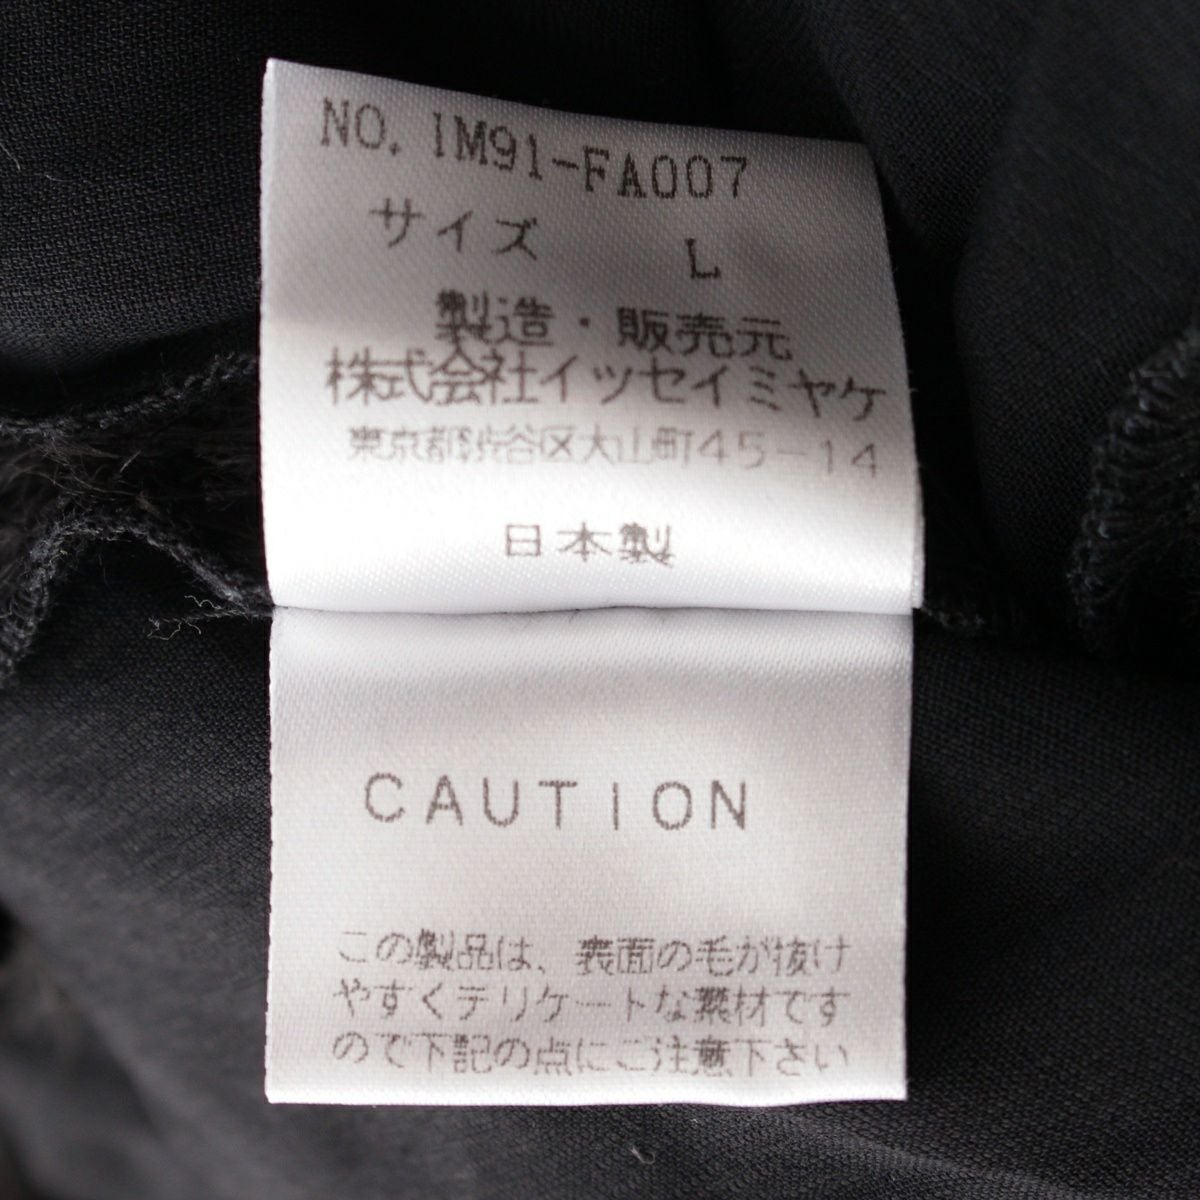 NO. IM91-FA007
サイズ L
製造・販売元
株式会社イッセイミヤケ
東京都渋谷区大山町45-14
日本製
CAUTION
この製品は、表面の毛が抜け
やすくデリケートな素材です
ので下記の点にご注意下さい